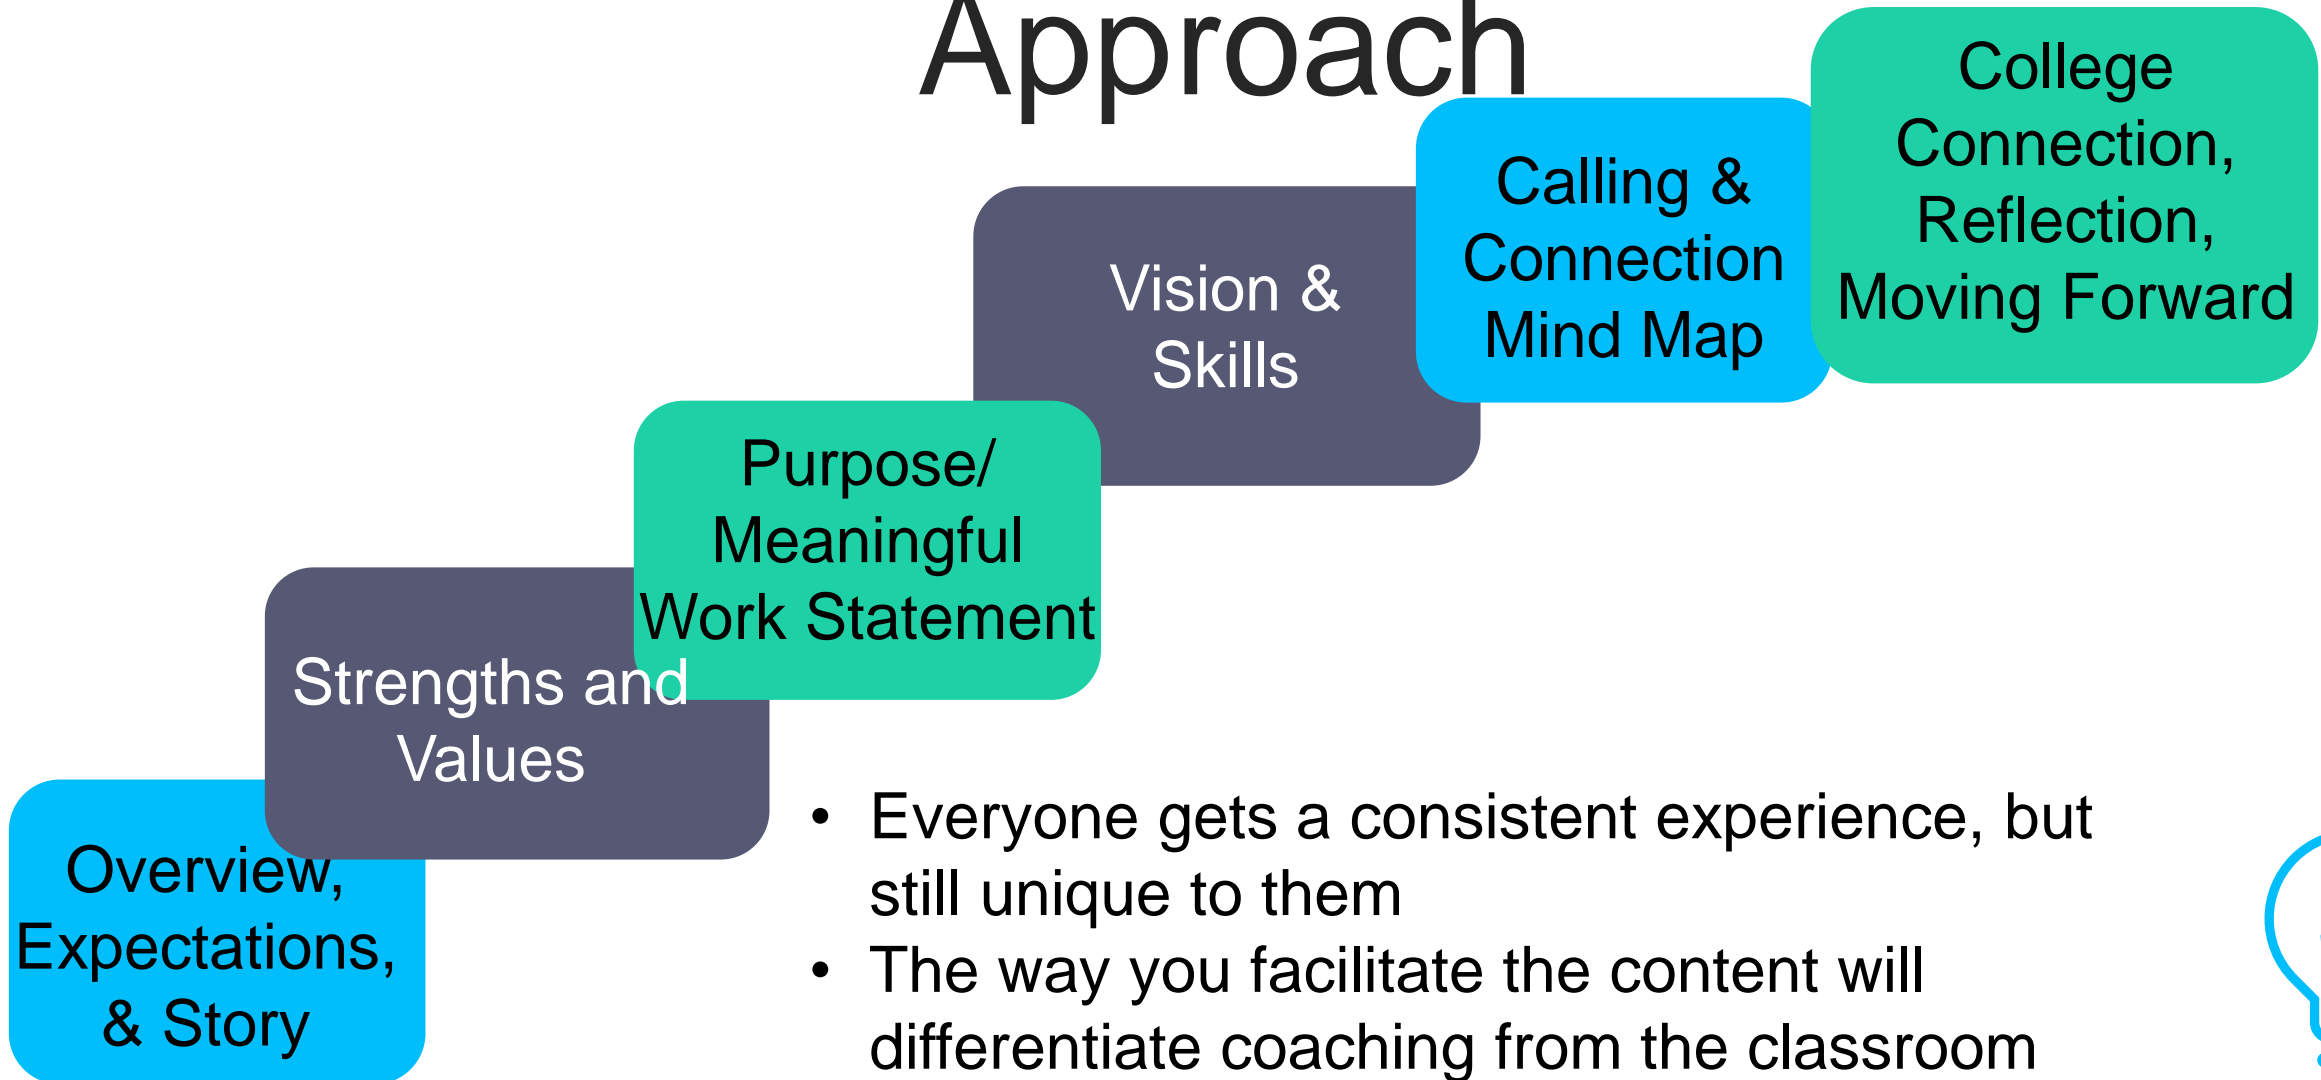 Approach
College
Connection,
Reflection,
Moving Forward
Calling &
Connection
Mind Map
Vision &
Skills
Purpose/
Meaningful
Work Statement
Strengths and
Values
Overview,
Expectations,
& Story
• Everyone gets a consistent experience, but
still unique to them
• The way you facilitate the content will
differentiate coaching from the classroom